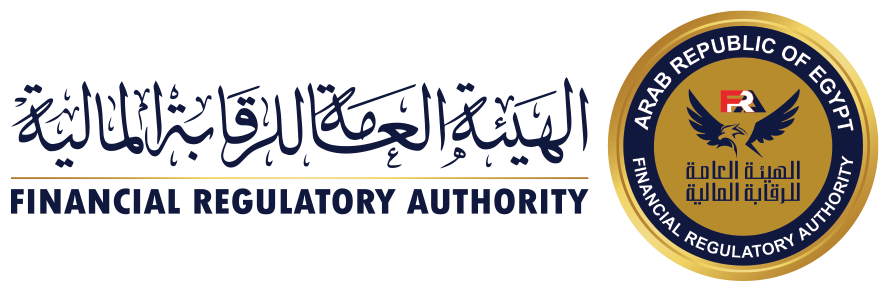 الهيئة العامة للرقابة المالية
FINANCIAL REGULATORY AUTHORITY
ARAB REPUBLIC OF EGYPT
FRA
الهيئة العامة
للرقابة المالية
FINANCIAL REGULATORY AUTHORITY